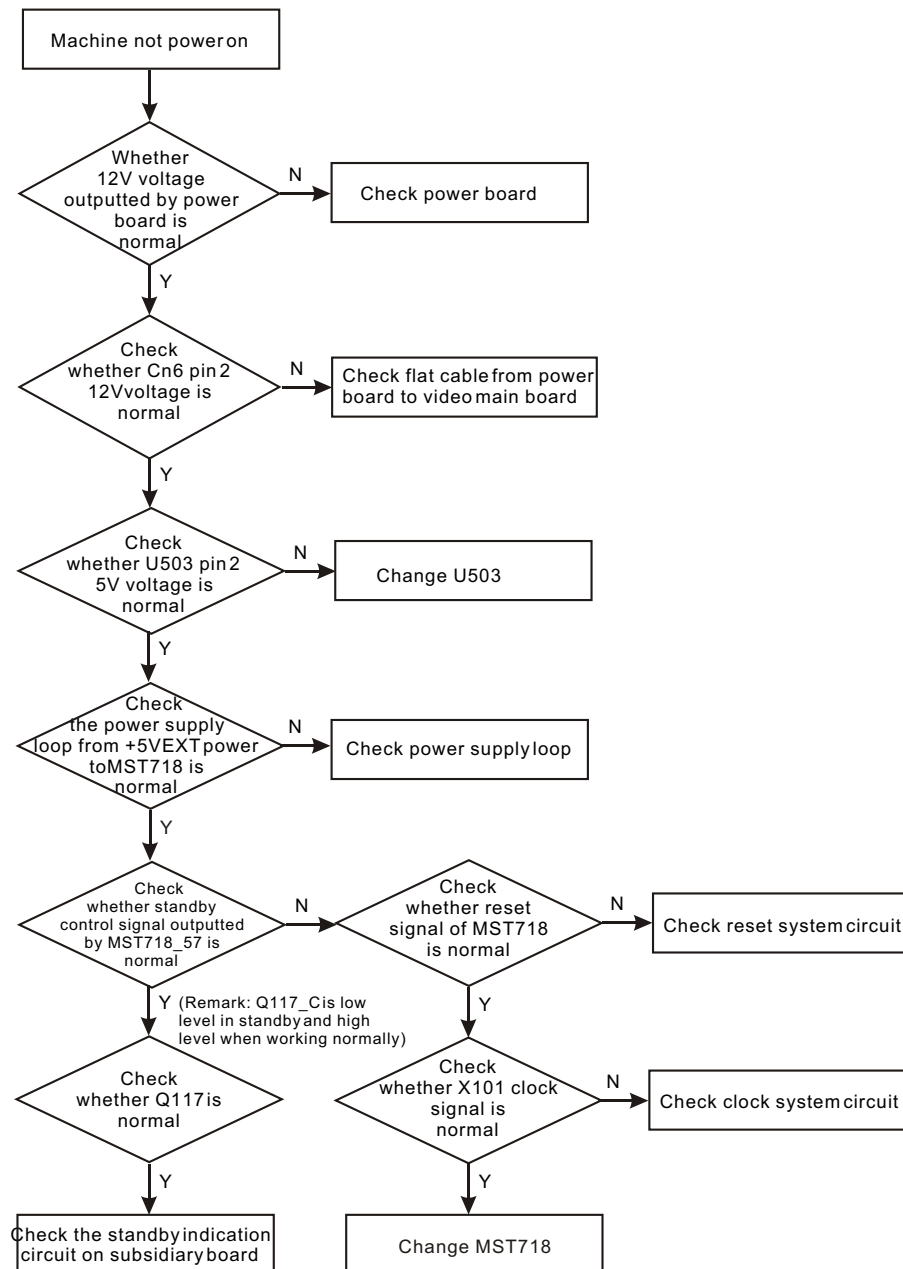 Machine not power on
Whether
12V voltage
outputted by power
board is
normal
N
Check power board
Y
Check
whether Cn6 pin 2
12V voltage is
normal
N
Check flat cable from power
board to video main board
Y
Check
whether U503 pin 2
5V voltage is
normal
N
Change U503
Y
Check
the power supply
loop from +5VEXT power
to MST718 is
normal
N
Check power supply loop
Y
Check
whether standby
control signal outputted
by MST718_57 is
normal
N
Check
whether reset
signal of MST718
is normal
N
Check reset system circuit
Y (Remark: Q117_C is low
level in standby and high
level when working normally)
Y
Check
whether Q117 is
normal
Check
whether X101 clock
signal is
normal
N
Check clock system circuit
Y
Y
Check the standby indication
circuit on subsidiary board
Change MST718